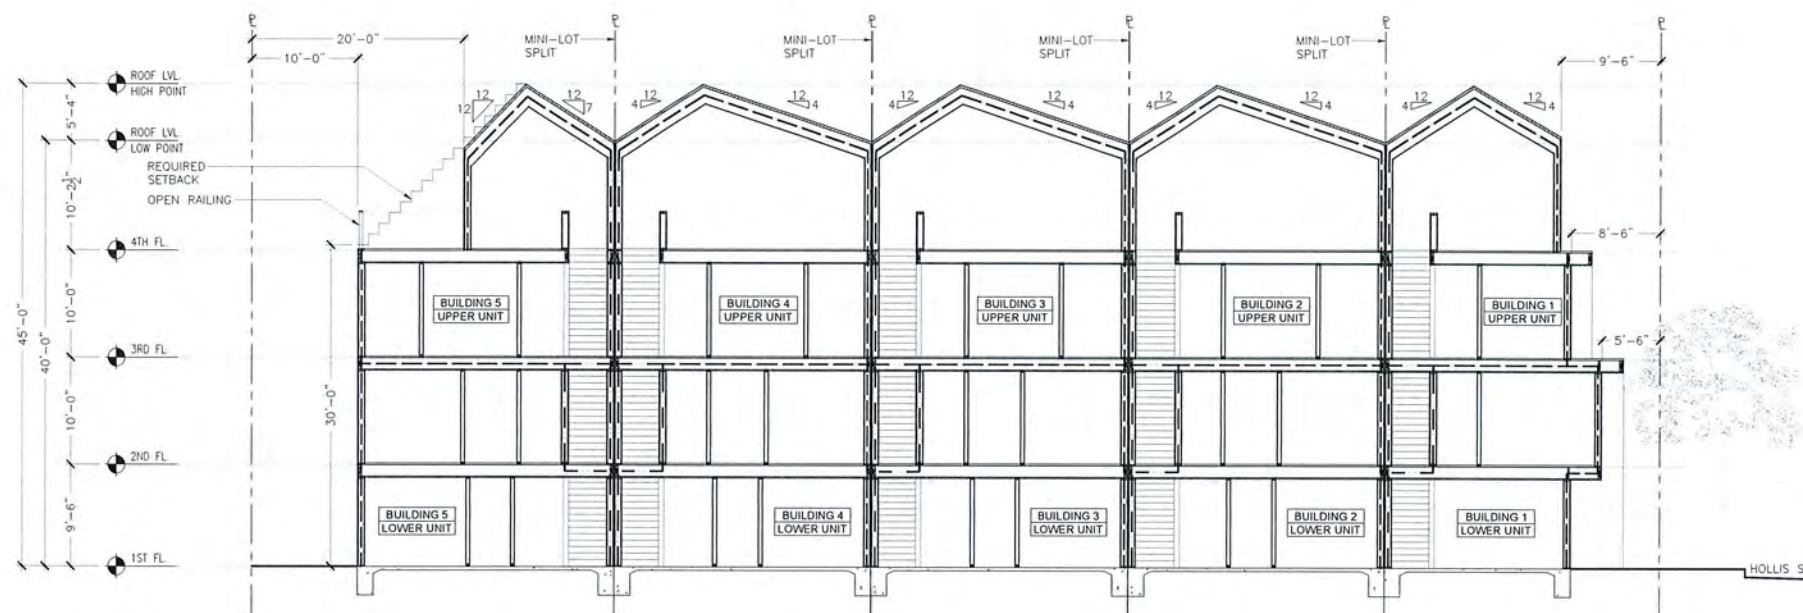 ℄ ℄ ℄ ℄ ℄ ℄
20'-0"
10'-0"
MINI-LOT
SPLIT
MINI-LOT
SPLIT
MINI-LOT
SPLIT
MINI-LOT
SPLIT
9'-6"
ROOF LVL.
HIGH POINT
12 12
12 7
12 4
12 4
12 4
12 4
12 4
12 4
12 4
12 4
5'-4"
ROOF LVL
LOW POINT
REQUIRED
SETBACK
OPEN RAILING
10'-2½"
4TH FL.
8'-6"
45'-0"
40'-0"
10'-0"
30'-0"
BUILDING 5
UPPER UNIT
BUILDING 4
UPPER UNIT
BUILDING 3
UPPER UNIT
BUILDING 2
UPPER UNIT
BUILDING 1
UPPER UNIT
3RD FL.
5'-6"
10'-0"
2ND FL.
9'-6"
BUILDING 5
LOWER UNIT
BUILDING 4
LOWER UNIT
BUILDING 3
LOWER UNIT
BUILDING 2
LOWER UNIT
BUILDING 1
LOWER UNIT
1ST FL.
HOLLIS S